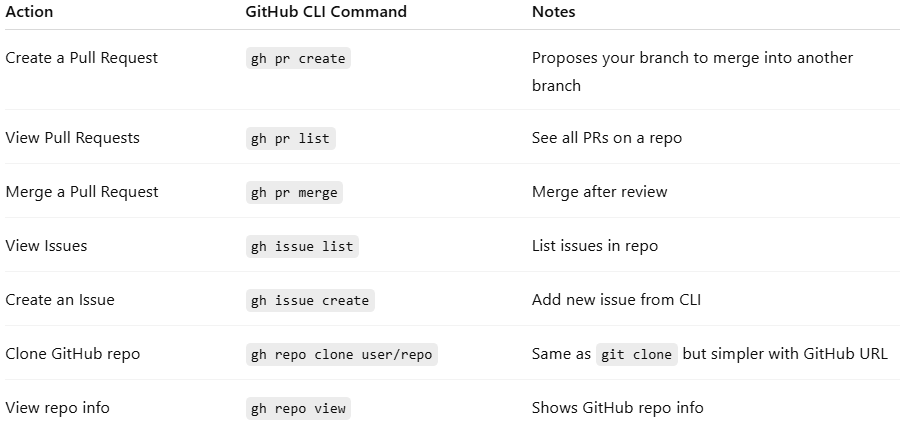 Action GitHub CLI Command Notes
Create a Pull Request gh pr create Proposes your branch to merge into another
branch
View Pull Requests gh pr list See all PRs on a repo
Merge a Pull Request gh pr merge Merge after review
View Issues gh issue list List issues in repo
Create an Issue gh issue create Add new issue from CLI
Clone GitHub repo gh repo clone user/repo Same as git clone but simpler with GitHub URL
View repo info gh repo view Shows GitHub repo info